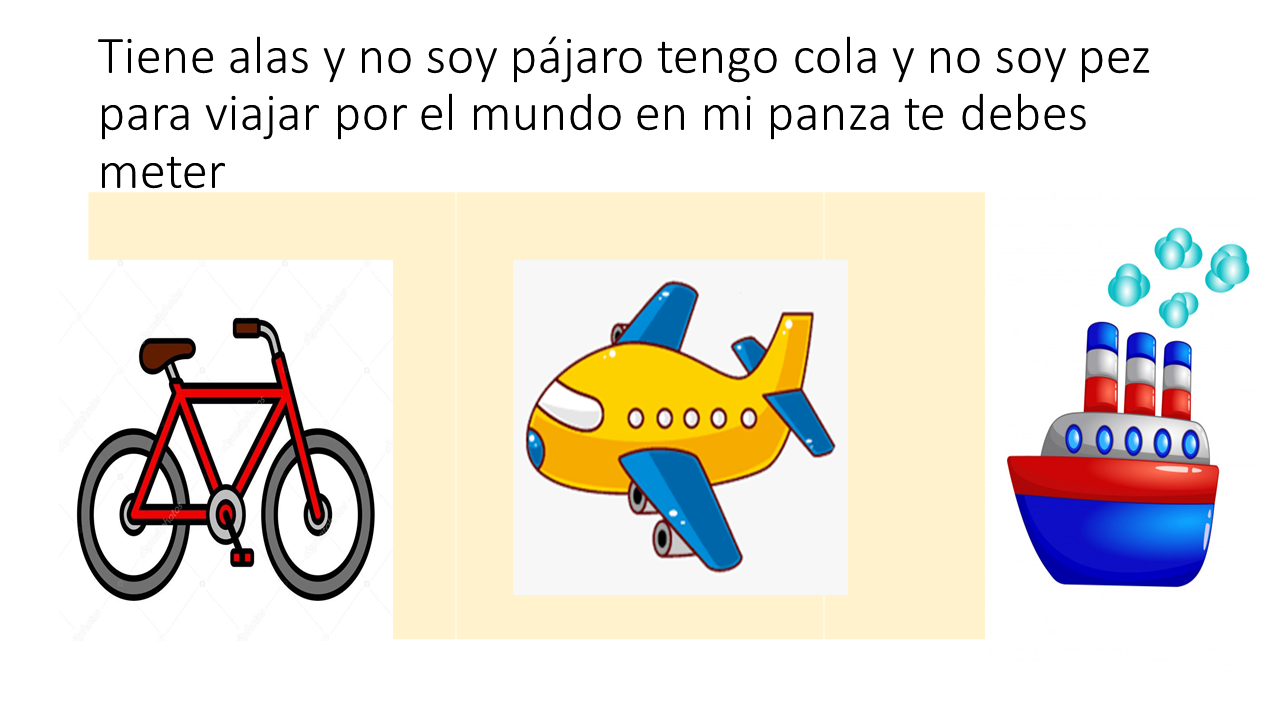 Tiene alas y no soy pájaro tengo cola y no soy pez
para viajar por el mundo en mi panza te debes
meter